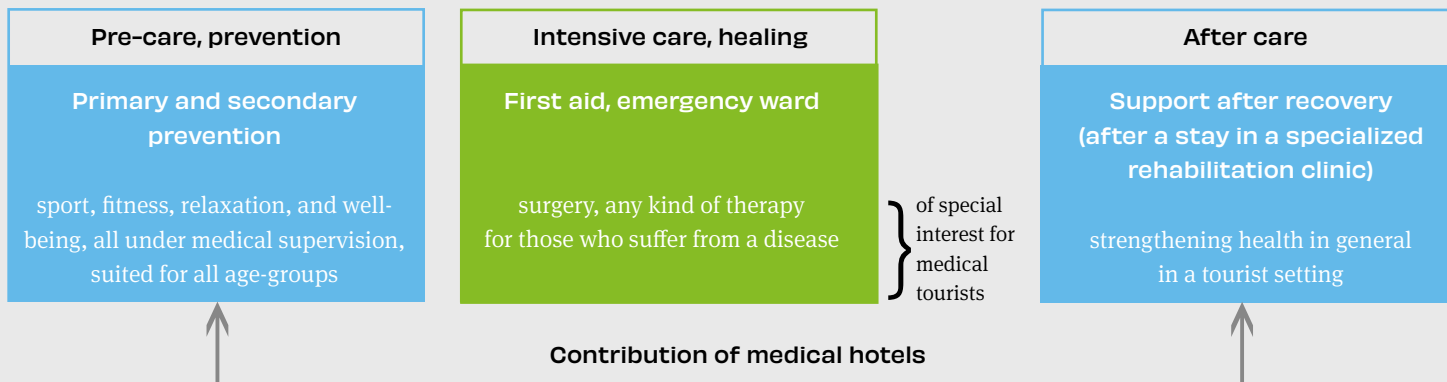 Pre-care, prevention
Primary and secondary
prevention
sport, fitness, relaxation, and well-
being, all under medical supervision,
suited for all age-groups
Intensive care, healing
First aid, emergency ward
surgery, any kind of therapy
for those who suffer from a disease
of special
interest for
medical
tourists
After care
Support after recovery
(after a stay in a specialized
rehabilitation clinic)
strengthening health in general
in a tourist setting
Contribution of medical hotels